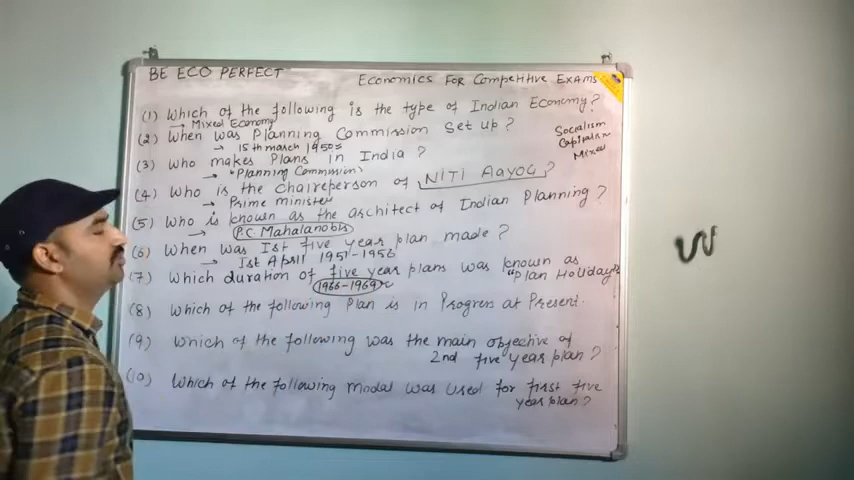 BE ECO PERFECT
Economics For Competitive Exams
(1) Which of the following is the type of Indian Economy?
→ Mixed Economy
(2) When was Planning Commission set up?
→ 15th march 1950
Socialism
Capitalism
Mixed
(3) Who makes Plans in India?
→ "Planning Commission"
(4) Who is the Chaireperson of NITI Aayog?
→ Prime minister
(5) Who is known as the architect of Indian Planning?
→ P.C Mahalanobis
(6) When was Ist five year plan made?
→ Ist April 1951-1956
(7) Which duration of five year plans was known as
"Plan Holiday"
1966-1969
(8) Which of the following Plan is in Progress at Present.
(9) Which of the following was the main objective of
2nd five year plan?
(10) Which of the following modal was used for first five
year plan?